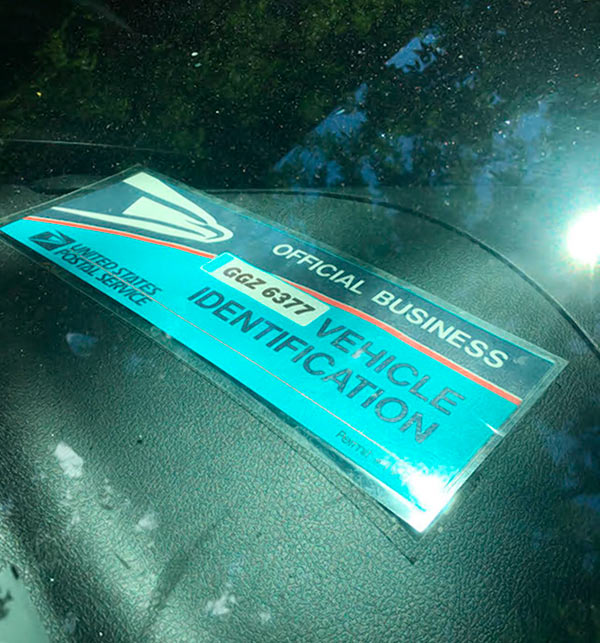 OFFICIAL BUSINESS
UNITED STATES
POSTAL SERVICE
GGZ 6377
VEHICLE
IDENTIFICATION